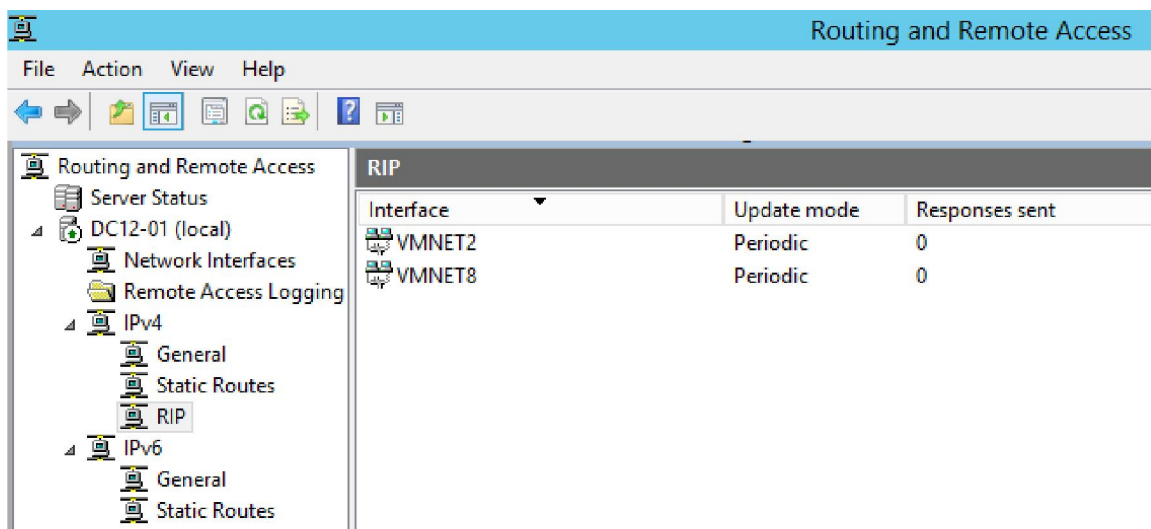 Routing and Remote Access
File Action View Help
Routing and Remote Access
Server Status
DC12-01 (local)
Network Interfaces
Remote Access Logging
IPv4
General
Static Routes
RIP
IPv6
General
Static Routes
RIP
Interface Update mode Responses sent
VMNET2 Periodic 0
VMNET8 Periodic 0